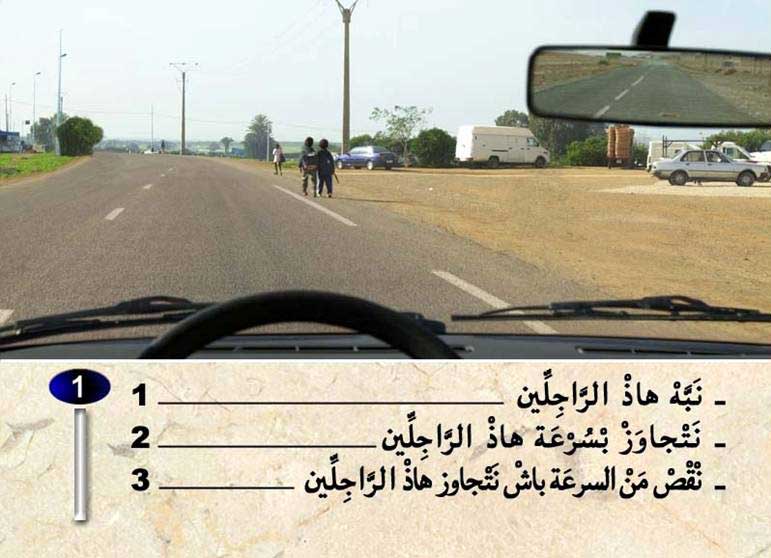 1
- نَبَّهْ هاذْ الرَّاجِلِّين 1
- نَتْجاوَزْ بْسُرْعَة هاذْ الرَّاجِلِّين 2
- نْقْصْ مَنْ السرعَة باشْ نَتْجاوز هاذْ الرَّاجِلِّين 3